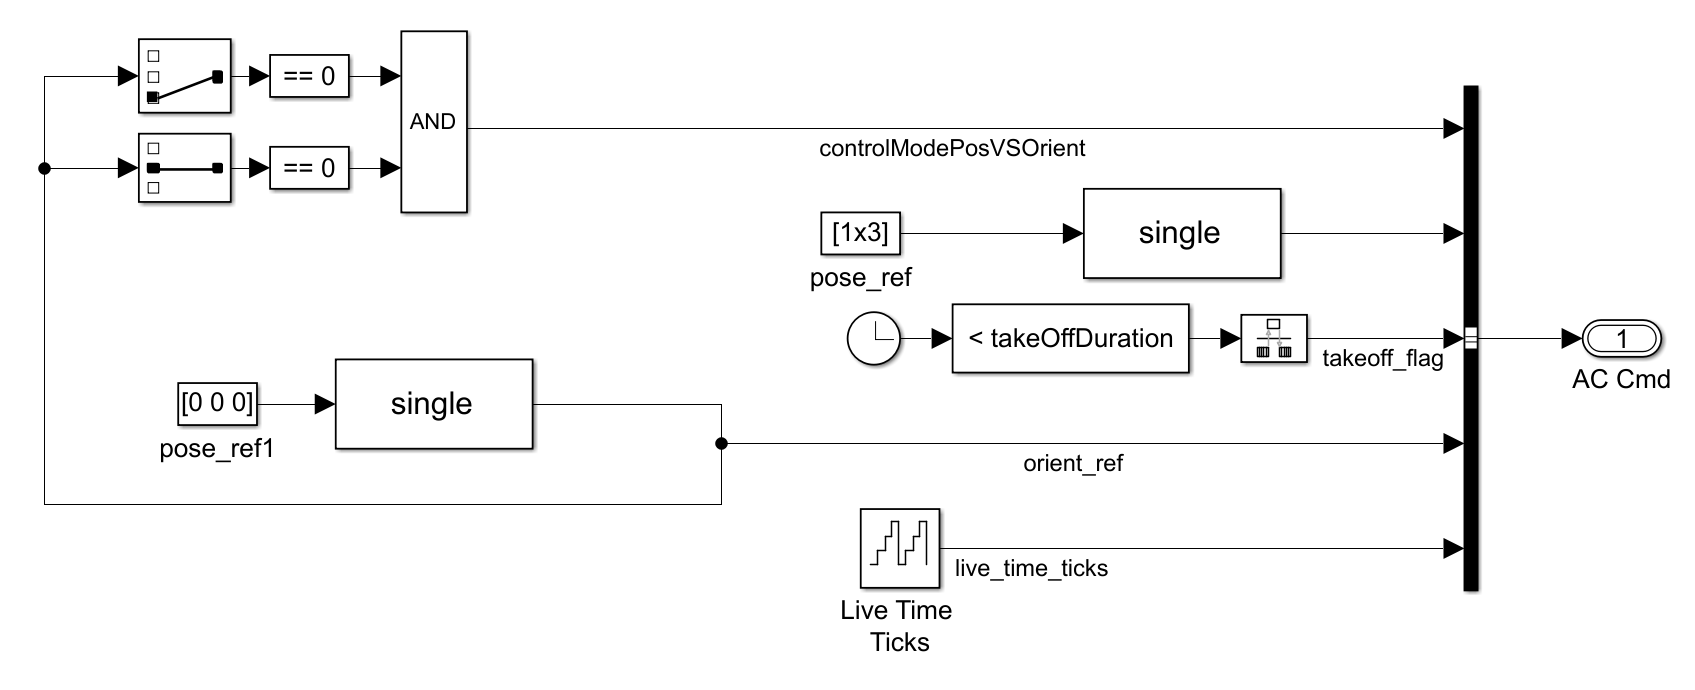 == 0
AND
controlModePosVSOrient
== 0
[1x3]
single
pose_ref
< takeOffDuration
takeoff_flag
1
AC Cmd
[0 0 0]
single
pose_ref1
orient_ref
live_time_ticks
Live Time
Ticks